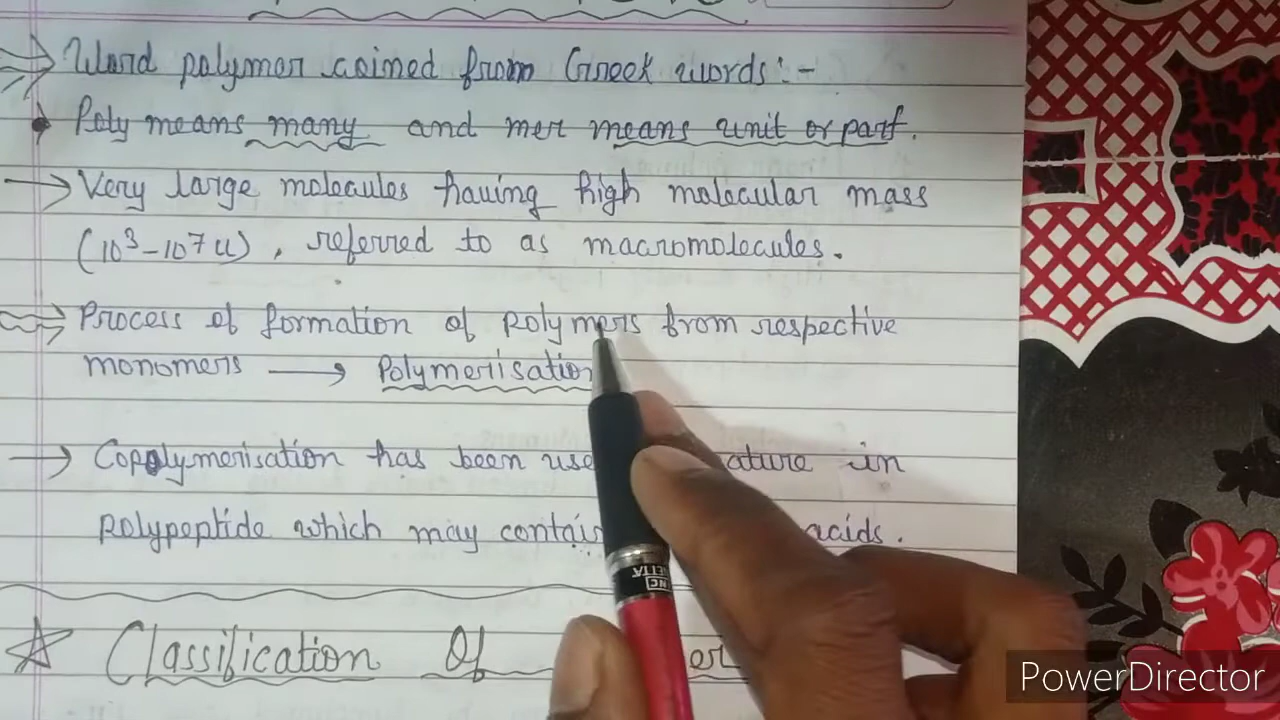 Word polymer coined from Greek words :-
Poly means many and mer means unit or part.
Very large molecules having high molecular mass
(10³-10⁷u), referred to as macromolecules.
Process of formation of polymers from respective
monomers → Polymerisation
Copolymerisation has been use ature in
polypeptide which may contain acids.
Classification Of er
PowerDirector